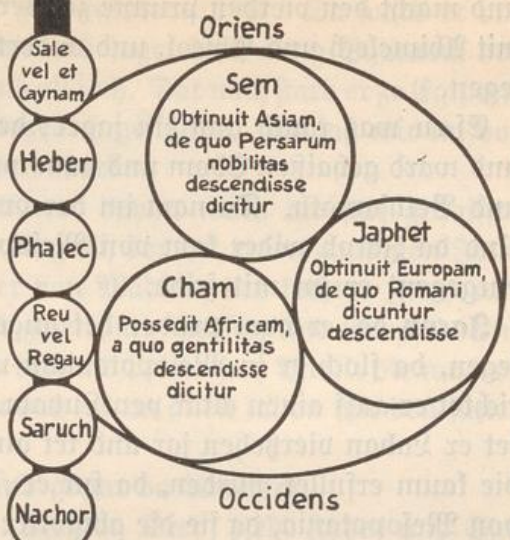 Sale
vel et
Caynam
Heber
Phalec
Reu
vel
Regau
Saruch
Nachor
Oriens
Sem
Obtinuit Asiam,
de quo Persarum
nobilitas
descendisse
dicitur
Japhet
Obtinuit Europam,
de quo Romani
dicuntur
descendisse
Cham
Possedit Africam,
a quo gentilitas
descendisse
dicitur
Occidens